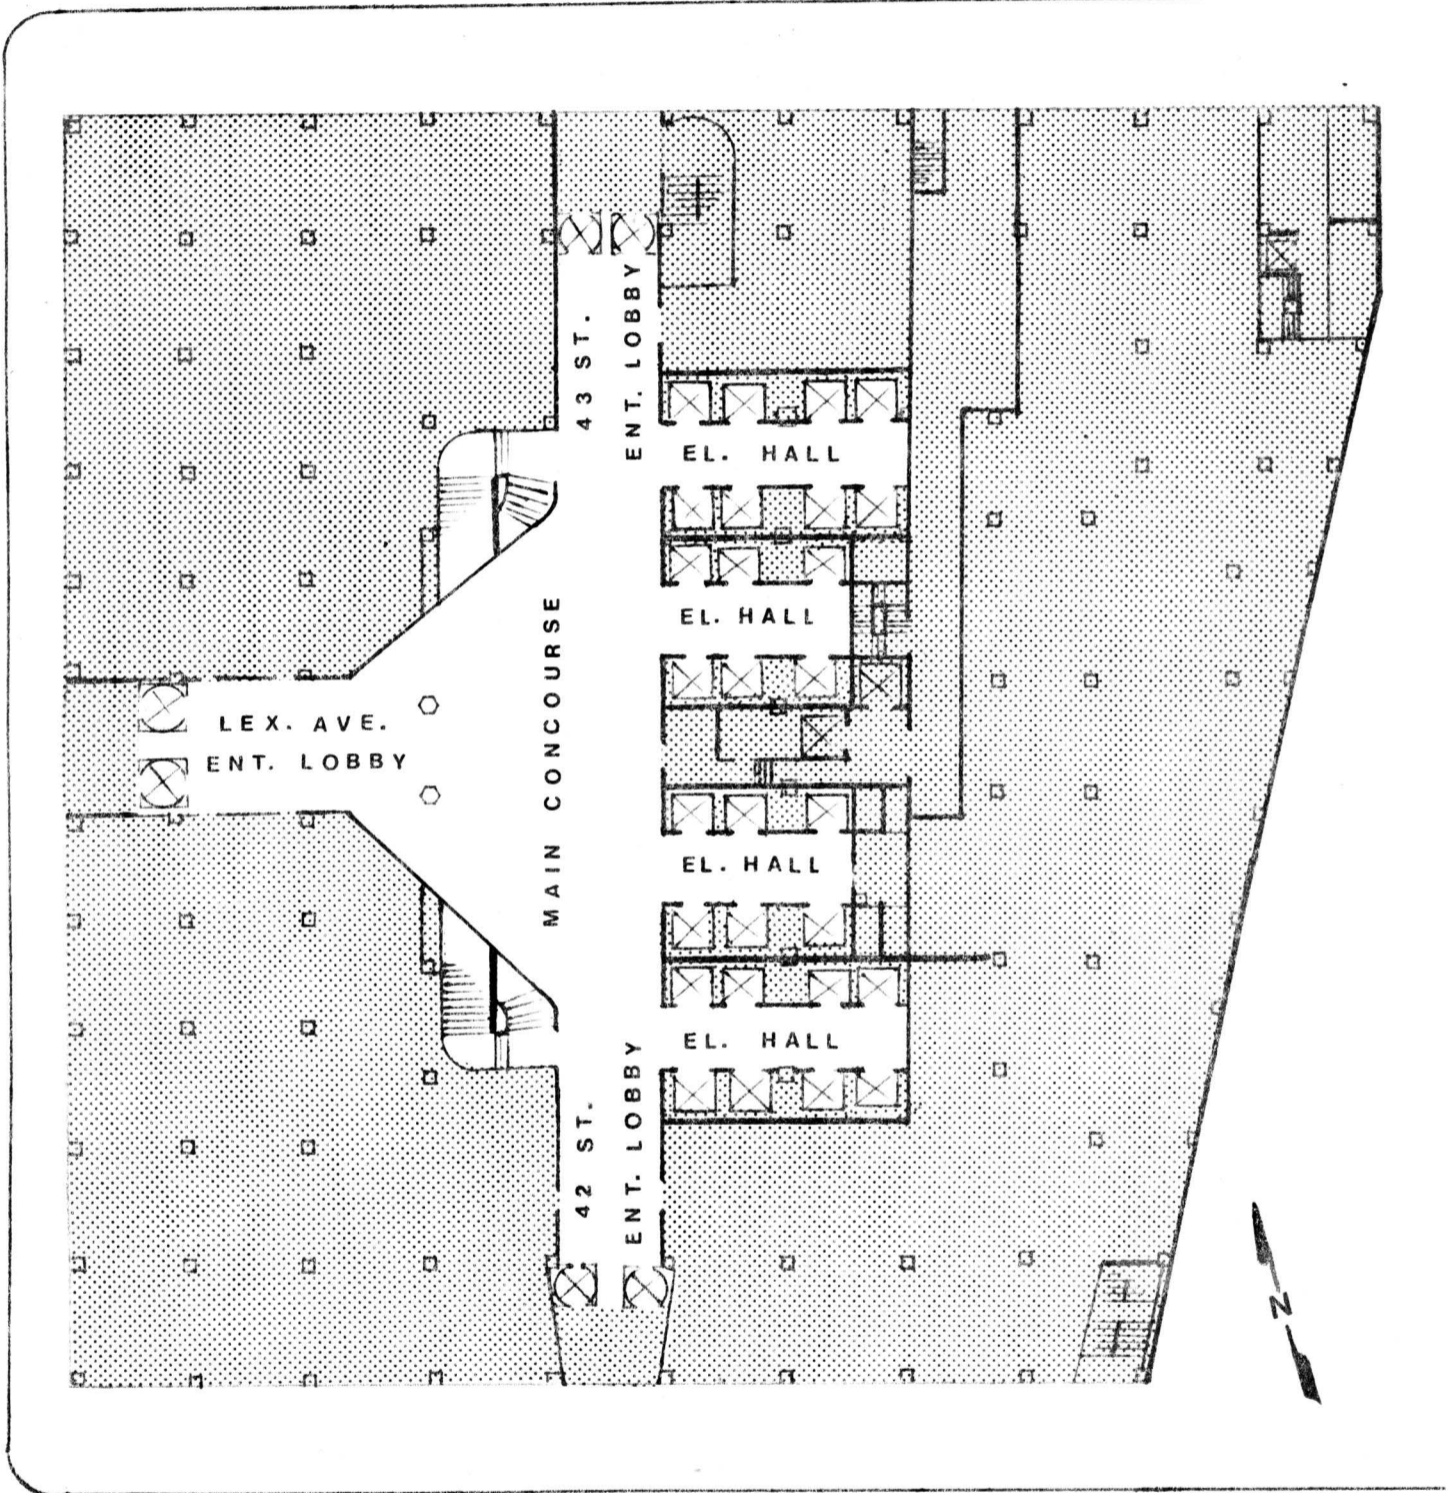 43 ST.
ENT. LOBBY
EL. HALL
EL. HALL
LEX. AVE.
ENT. LOBBY
MAIN CONCOURSE
EL. HALL
EL. HALL
42 ST.
ENT. LOBBY
N